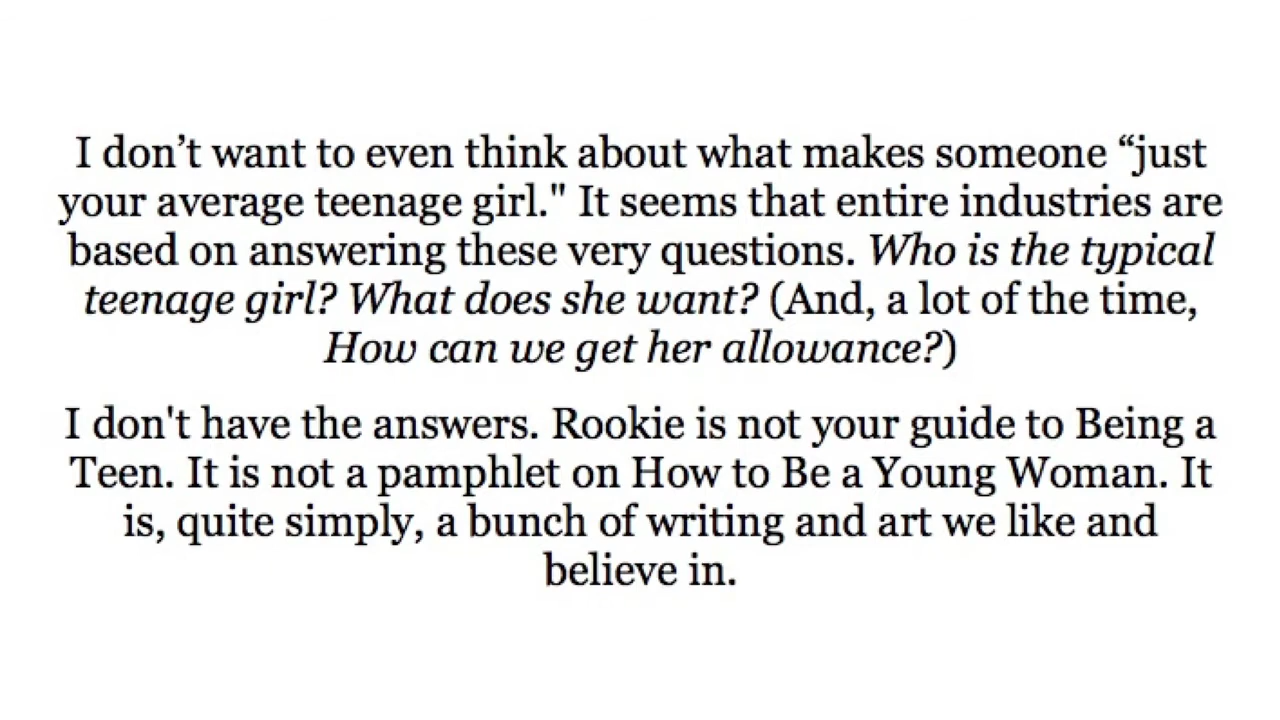 I don’t want to even think about what makes someone “just
your average teenage girl." It seems that entire industries are
based on answering these very questions. Who is the typical
teenage girl? What does she want? (And, a lot of the time,
How can we get her allowance?)
I don't have the answers. Rookie is not your guide to Being a
Teen. It is not a pamphlet on How to Be a Young Woman. It
is, quite simply, a bunch of writing and art we like and
believe in.